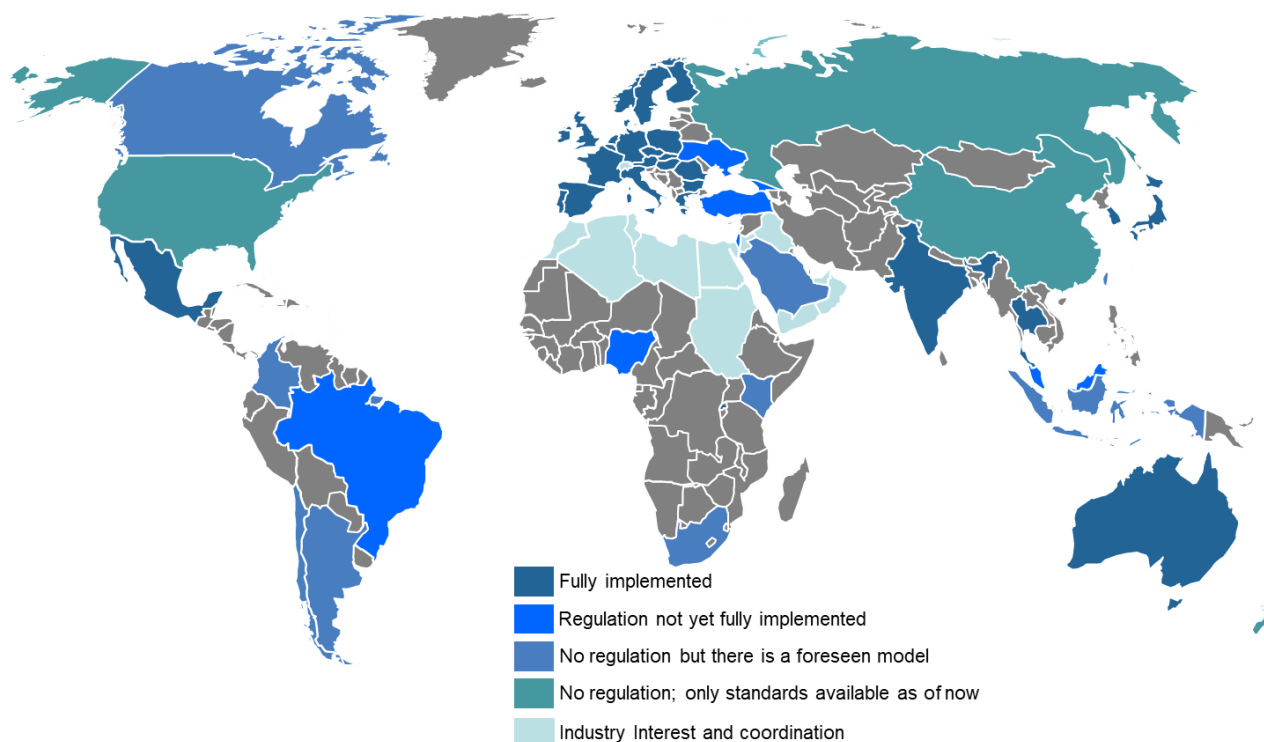 Fully implemented
Regulation not yet fully implemented
No regulation but there is a foreseen model
No regulation; only standards available as of now
Industry Interest and coordination